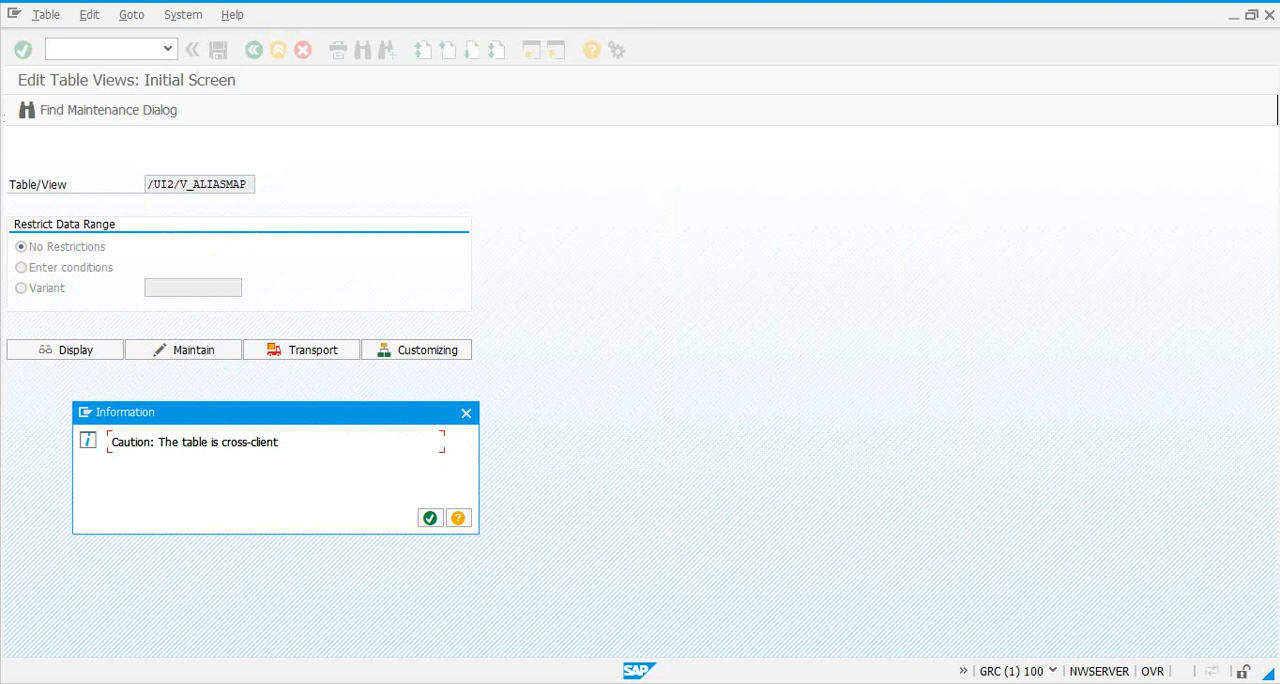 Table Edit Goto System Help
Edit Table Views: Initial Screen
Find Maintenance Dialog
Table/View /UI2/V_ALIASMAP
Restrict Data Range
No Restrictions
Enter conditions
Variant
Display Maintain Transport Customizing
Information
i Caution: The table is cross-client
SAP GRC (1) 100 NWSERVER OVR